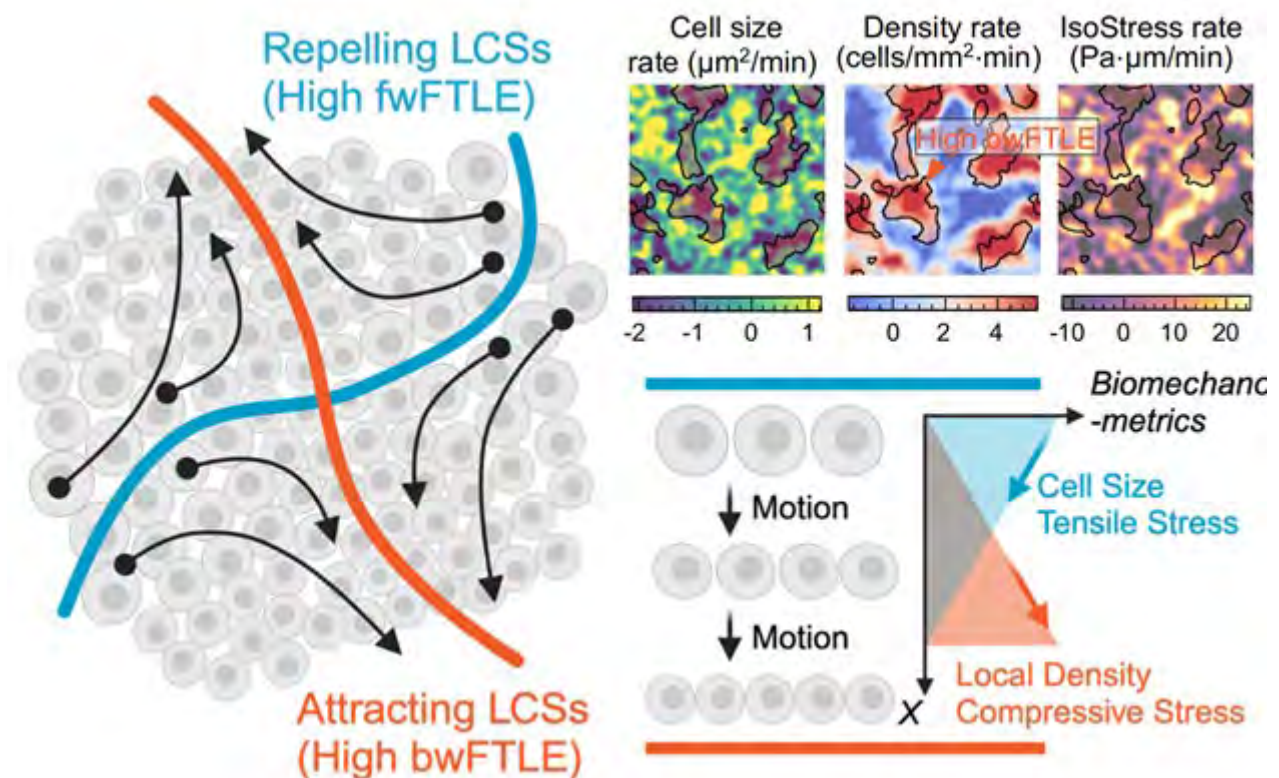 Repelling LCSs
(High fwFTLE)
Attracting LCSs
(High bwFTLE)
Cell size
rate (μm²/min)
Density rate
(cells/mm²·min)
IsoStress rate
(Pa·μm/min)
High bwFTLE
-2 -1 0 1
0 2 4
-10 0 10 20
Biomechano
-metrics
Motion
Cell Size
Tensile Stress
Motion
Local Density
Compressive Stress
X